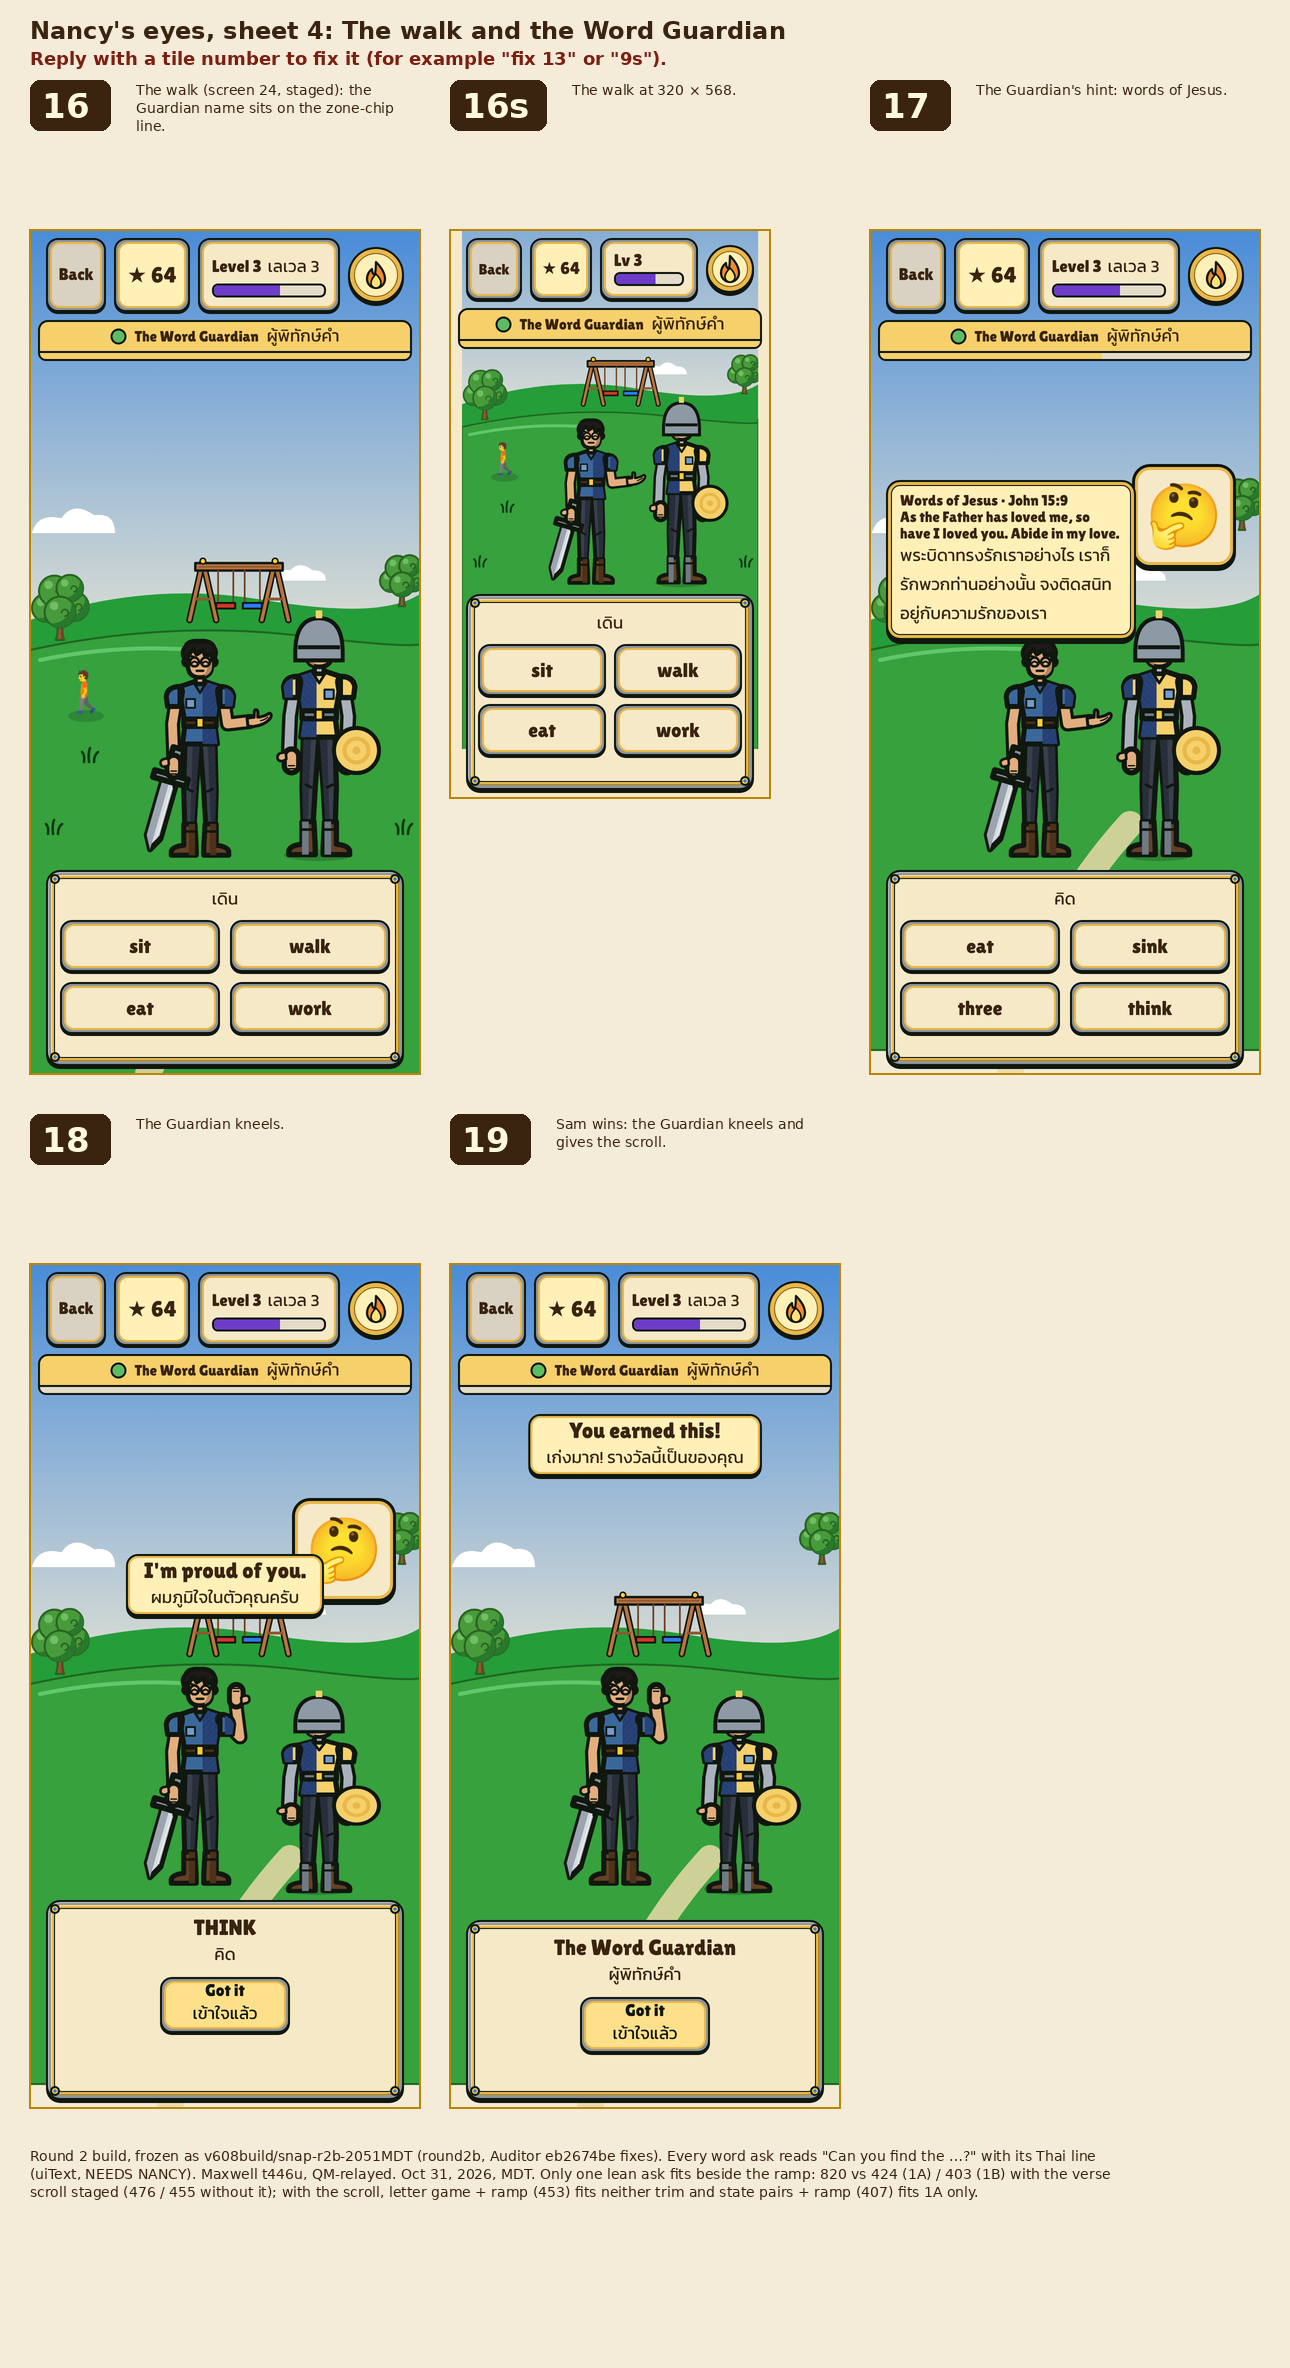 Nancy's eyes, sheet 4: The walk and the Word Guardian
Reply with a tile number to fix it (for example "fix 13" or "9s").
16
The walk (screen 24, staged): the
Guardian name sits on the zone-chip
line.
16s
The walk at 320 × 568.
17
The Guardian's hint: words of Jesus.
Back
★ 64
Level 3 เลเวล 3
The Word Guardian ผู้พิทักษ์คำ
เดิน
sit
walk
eat
work
Back
★ 64
Lv 3
The Word Guardian ผู้พิทักษ์คำ
เดิน
sit
walk
eat
work
Back
★ 64
Level 3 เลเวล 3
The Word Guardian ผู้พิทักษ์คำ
Words of Jesus · John 15:9
As the Father has loved me, so
have I loved you. Abide in my love.
พระบิดาทรงรักเราอย่างไร เราก็
รักพวกท่านอย่างนั้น จงติดสนิท
อยู่กับความรักของเรา
คิด
eat
sink
three
think
18
The Guardian kneels.
19
Sam wins: the Guardian kneels and
gives the scroll.
Back
★ 64
Level 3 เลเวล 3
The Word Guardian ผู้พิทักษ์คำ
I'm proud of you.
ผมภูมิใจในตัวคุณครับ
THINK
คิด
Got it
เข้าใจแล้ว
Back
★ 64
Level 3 เลเวล 3
The Word Guardian ผู้พิทักษ์คำ
You earned this!
เก่งมาก! รางวัลนี้เป็นของคุณ
The Word Guardian
ผู้พิทักษ์คำ
Got it
เข้าใจแล้ว
Round 2 build, frozen as v608build/snap-r2b-2051MDT (round2b, Auditor eb2674be fixes). Every word ask reads "Can you find the ...?" with its Thai line
(uiText, NEEDS NANCY). Maxwell t446u, QM-relayed. Oct 31, 2026, MDT. Only one lean ask fits beside the ramp: 820 vs 424 (1A) / 403 (1B) with the verse
scroll staged (476 / 455 without it); with the scroll, letter game + ramp (453) fits neither trim and state pairs + ramp (407) fits 1A only.